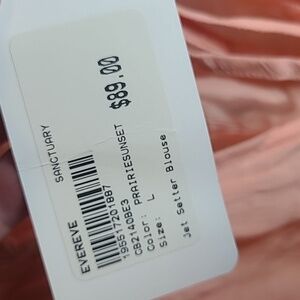 SANCTUARY
$89.00
EVEREVE
195517201887
CB2140BE3 PRAIRIESUNSET
Color: L
Size:
Jet Setter Blouse